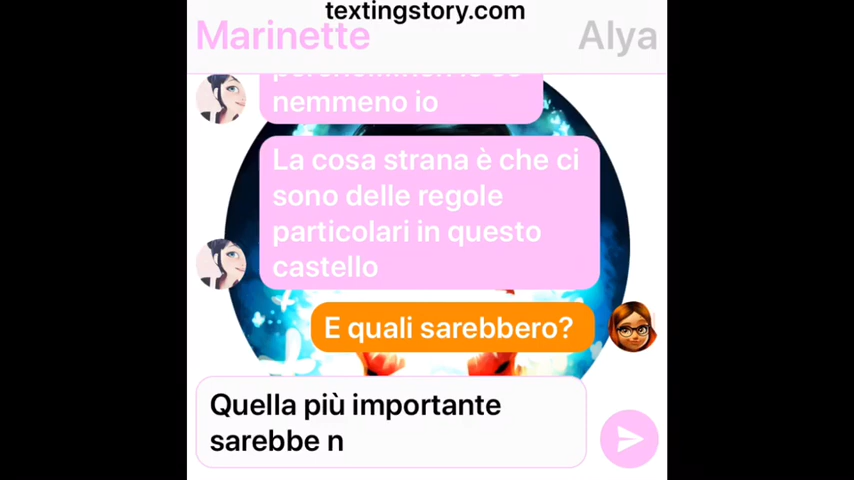 textingstory.com
Marinette
Alya
nemmeno io
La cosa strana è che ci
sono delle regole
particolari in questo
castello
E quali sarebbero?
Quella più importante
sarebbe n